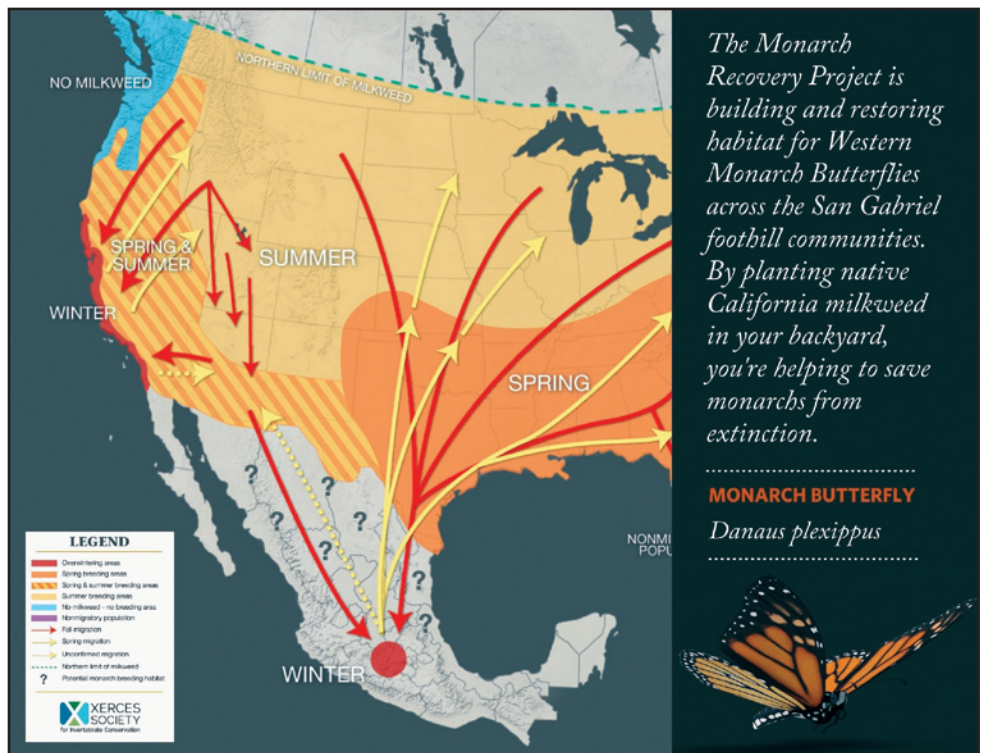 NO MILKWEED
NORTHERN LIMIT OF MILKWEED
SPRING &
SUMMER
SUMMER
WINTER
SPRING
?
?
?
?
?
?
?
NONMI
POPU
WINTER
LEGEND
Overwintering areas
Spring breeding areas
Spring & summer breeding areas
Summer breeding areas
No milkweed - no breeding area
Nonmigratory population
Fall migration
Spring migration
Unconfirmed migration
Northern limit of milkweed
? Potential monarch breeding habitat
XERCES
SOCIETY
for Invertebrate Conservation
The Monarch
Recovery Project is
building and restoring
habitat for Western
Monarch Butterflies
across the San Gabriel
foothill communities.
By planting native
California milkweed
in your backyard,
you're helping to save
monarchs from
extinction.
MONARCH BUTTERFLY
Danaus plexippus